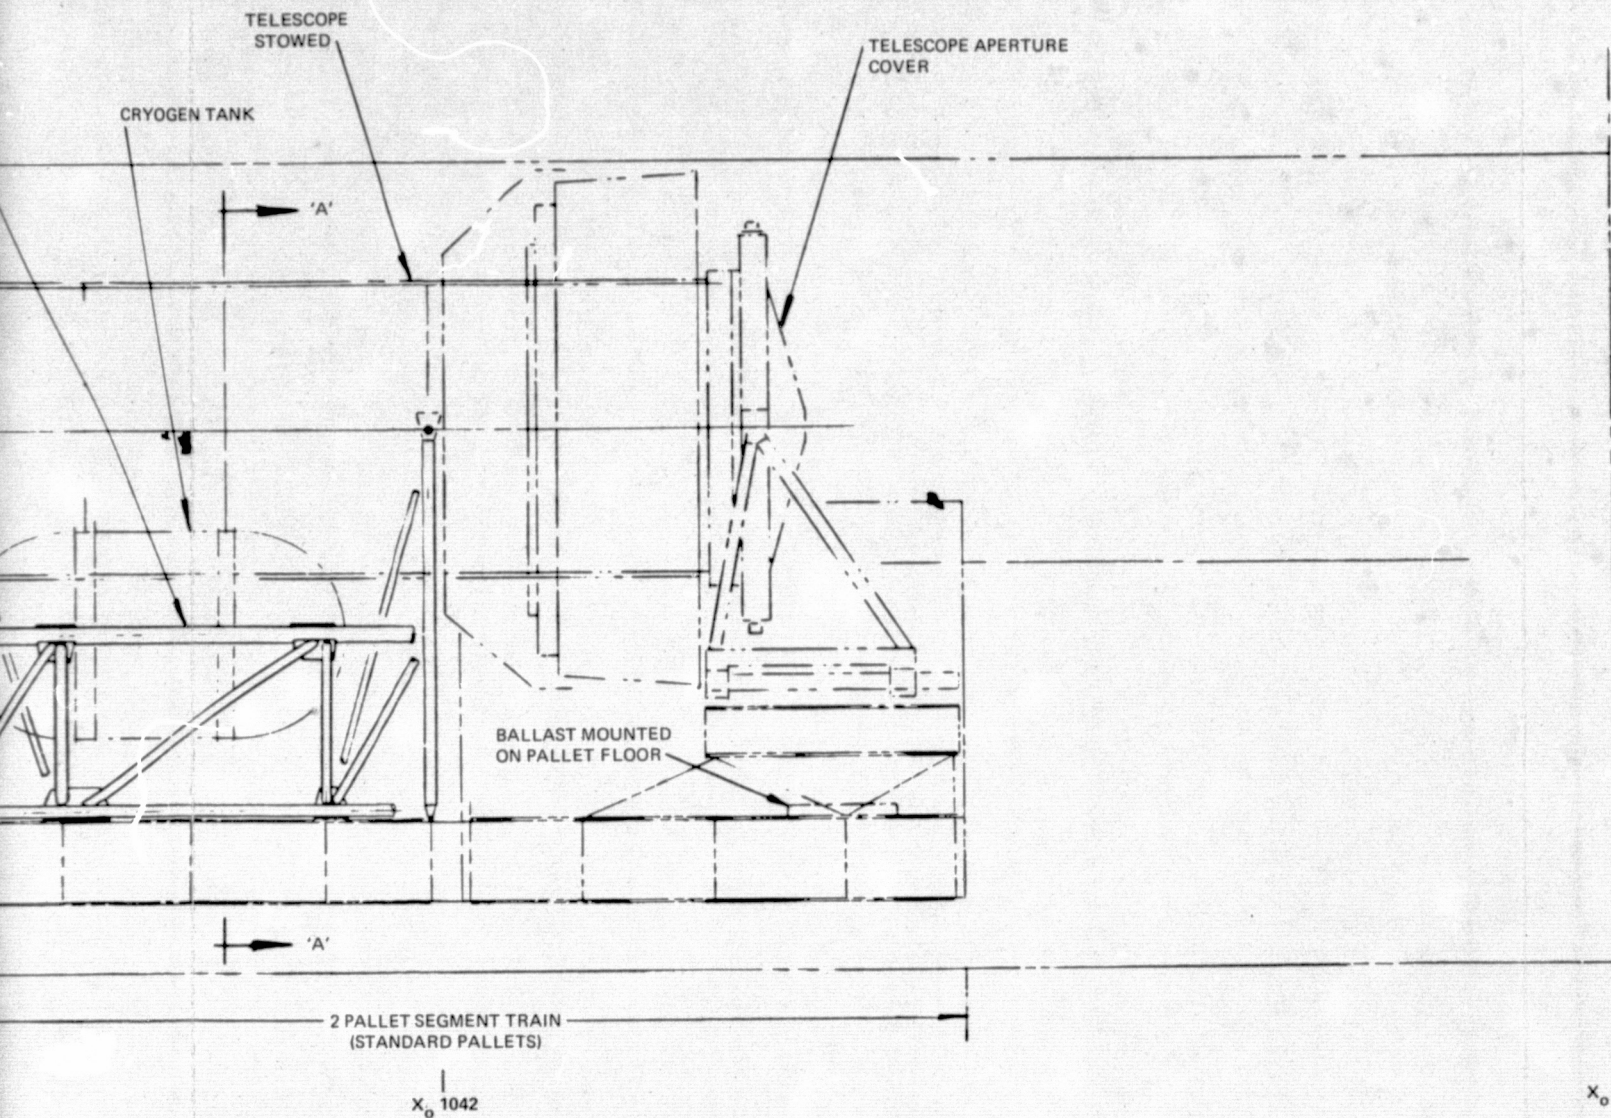 TELESCOPE
STOWED
TELESCOPE APERTURE
COVER
CRYOGEN TANK
'A'
BALLAST MOUNTED
ON PALLET FLOOR
'A'
2 PALLET SEGMENT TRAIN
(STANDARD PALLETS)
Xo 1042
Xo